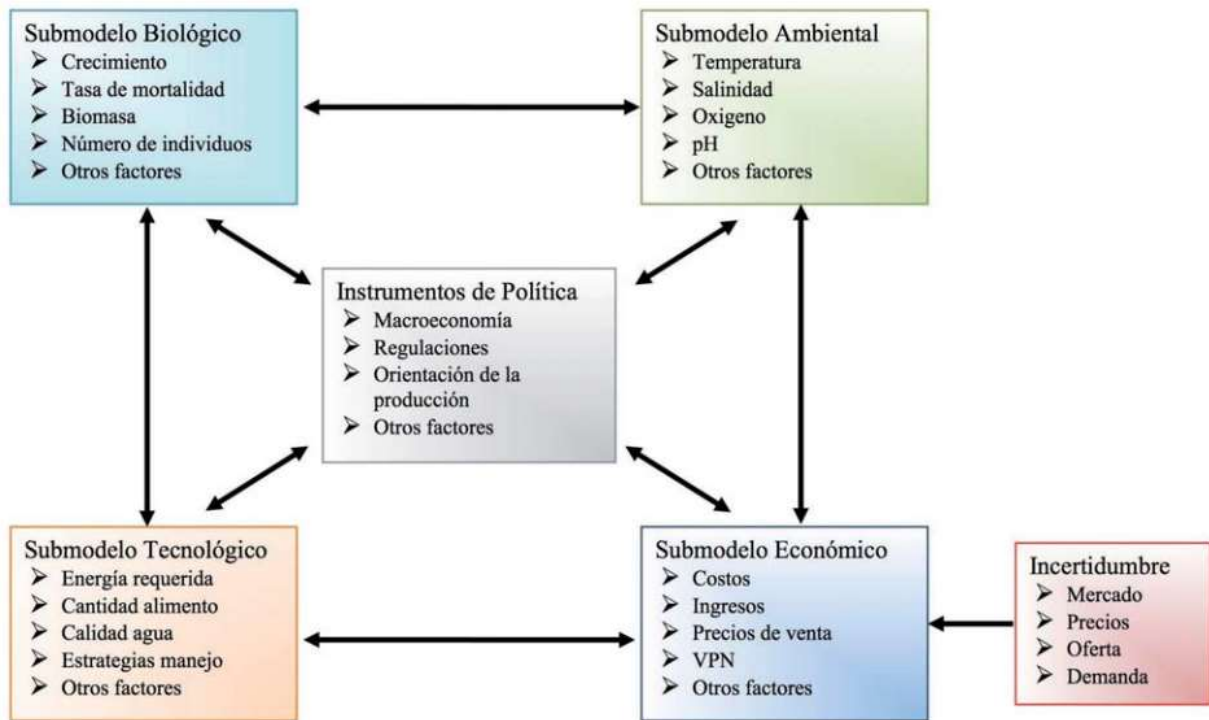 Submodelo Biológico
➢ Crecimiento
➢ Tasa de mortalidad
➢ Biomasa
➢ Número de individuos
➢ Otros factores
Submodelo Ambiental
➢ Temperatura
➢ Salinidad
➢ Oxigeno
➢ pH
➢ Otros factores
Instrumentos de Política
➢ Macroeconomía
➢ Regulaciones
➢ Orientación de la
producción
➢ Otros factores
Submodelo Tecnológico
➢ Energía requerida
➢ Cantidad alimento
➢ Calidad agua
➢ Estrategias manejo
➢ Otros factores
Submodelo Económico
➢ Costos
➢ Ingresos
➢ Precios de venta
➢ VPN
➢ Otros factores
Incertidumbre
➢ Mercado
➢ Precios
➢ Oferta
➢ Demanda